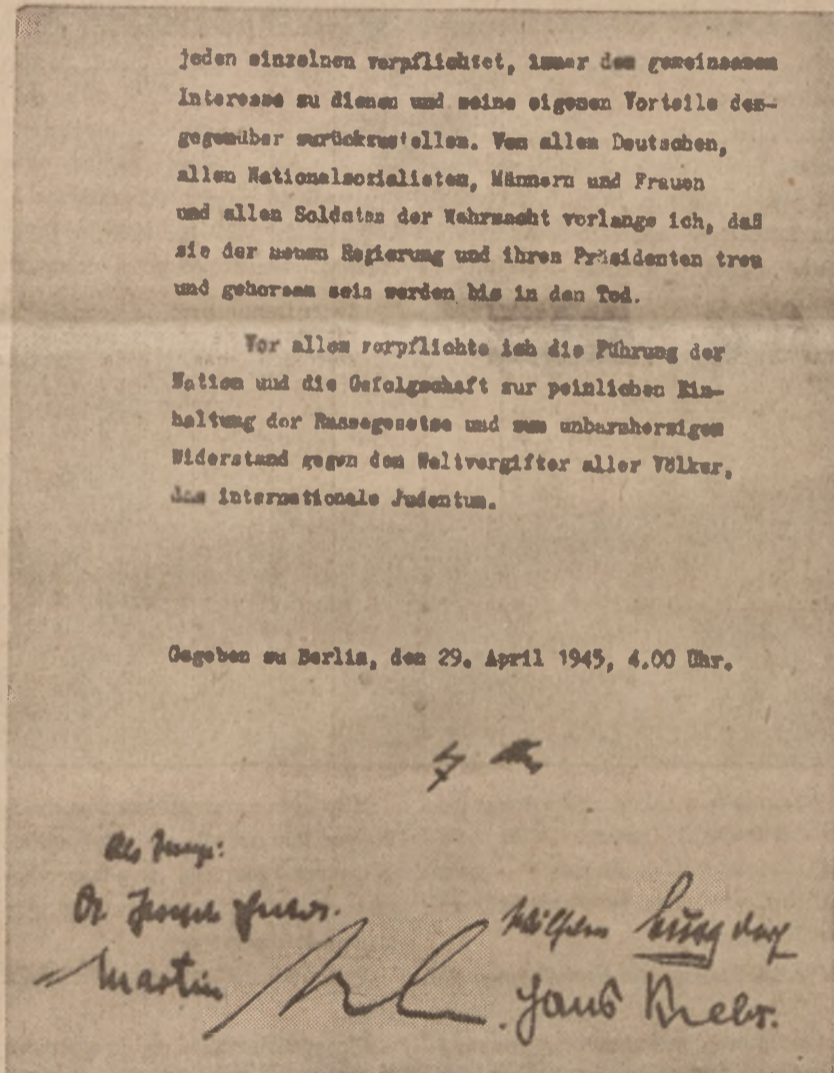 jeden einzelnen verpflichtet, immer dem gemeinsamen
Interesse zu dienen und seine eigenen Vorteile dem-
gegenüber zurückzustellen. Von allen Deutschen,
allen Nationalsozialisten, Männern und Frauen
und allen Soldaten der Wehrmacht verlange ich, daß
sie der neuen Regierung und ihren Präsidenten treu
und gehorsam sein werden bis in den Tod.
Vor allem verpflichte ich die Führung der
Nation und die Gefolgschaft zur peinlichen Ein-
haltung der Rassegesetze und zum unbarmherzigen
Widerstand gegen den Weltvergifter aller Völker,
das internationale Judentum.
Gegeben zu Berlin, den 29. April 1945, 4.00 Uhr.
Als Zeuge:
Dr Joseph
Wilhelm Burgdorf
Martin
Hans Krebs.